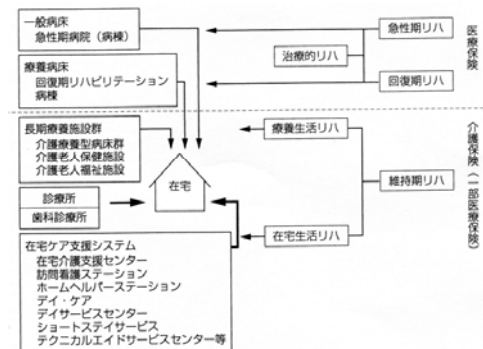 一般病床
急性期病院(病棟)
療養病床
回復期リハビリテーション
病棟
長期療養施設群
介護療養型病床群
介護老人保健施設
介護老人福祉施設
診療所
歯科診療所
在宅ケア支援システム
在宅介護支援センター
訪問看護ステーション
ホームヘルパーステーション
デイ・ケア
デイサービスセンター
ショートステイサービス
テクニカルエイドサービスセンター等
在宅
急性期リハ
治療的リハ
回復期リハ
療養生活リハ
維持期リハ
在宅生活リハ
医療保険
介護保険(一部医療保険)